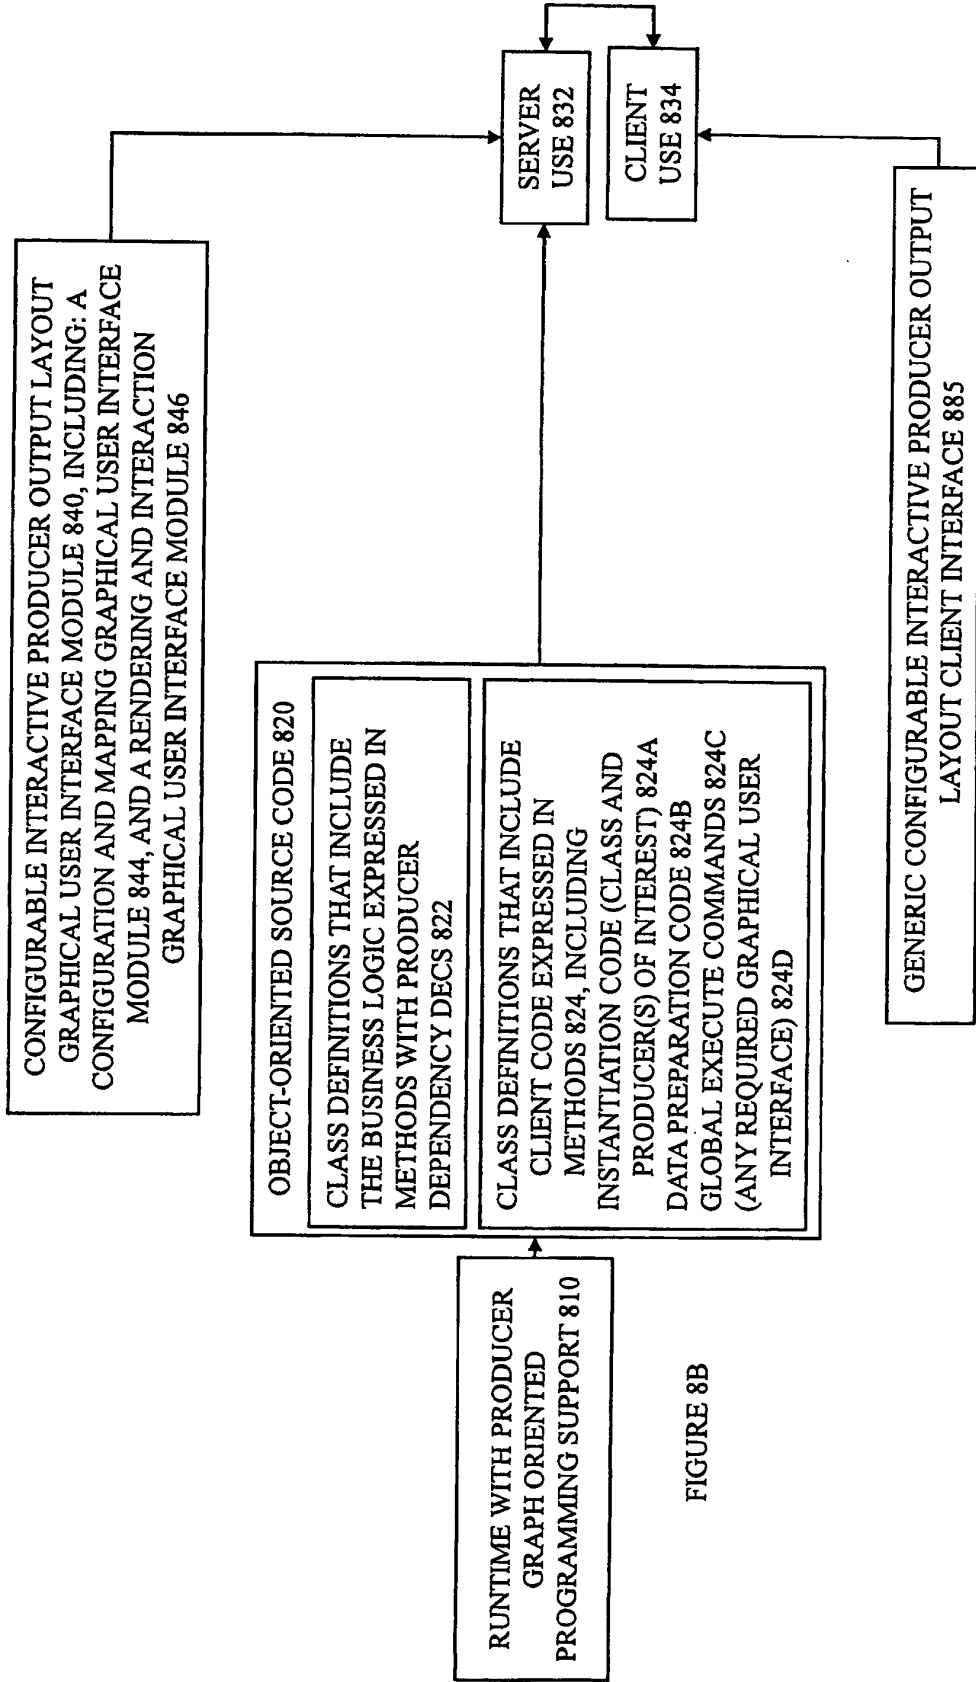 CONFIGURABLE INTERACTIVE PRODUCER OUTPUT LAYOUT
GRAPHICAL USER INTERFACE MODULE 840, INCLUDING: A
CONFIGURATION AND MAPPING GRAPHICAL USER INTERFACE
MODULE 844, AND A RENDERING AND INTERACTION
GRAPHICAL USER INTERFACE MODULE 846
OBJECT-ORIENTED SOURCE CODE 820
CLASS DEFINITIONS THAT INCLUDE
THE BUSINESS LOGIC EXPRESSED IN
METHODS WITH PRODUCER
DEPENDENCY DECS 822
CLASS DEFINITIONS THAT INCLUDE
CLIENT CODE EXPRESSED IN
METHODS 824, INCLUDING
INSTANTIATION CODE (CLASS AND
PRODUCER(S) OF INTEREST) 824A
DATA PREPARATION CODE 824B
GLOBAL EXECUTE COMMANDS 824C
(ANY REQUIRED GRAPHICAL USER
INTERFACE) 824D
RUNTIME WITH PRODUCER
GRAPH ORIENTED
PROGRAMMING SUPPORT 810
SERVER
USE 832
CLIENT
USE 834
GENERIC CONFIGURABLE INTERACTIVE PRODUCER OUTPUT
LAYOUT CLIENT INTERFACE 885
FIGURE 8B